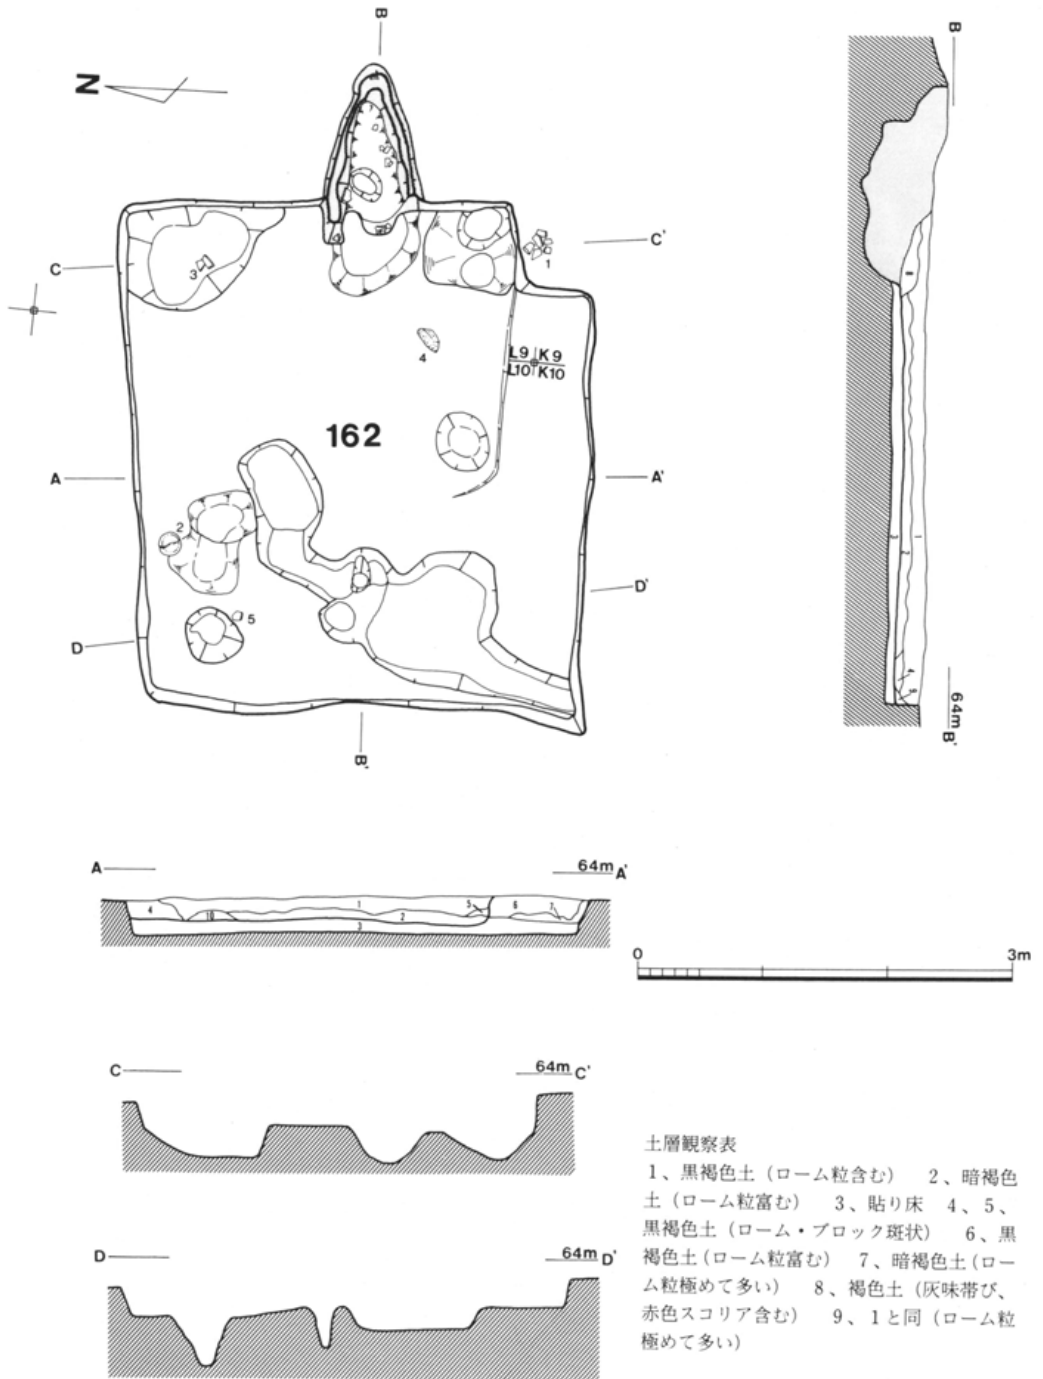 B
N
B
C
C'
3
1
4
L9 K9
L10 K10
162
A
A'
2
5
D
D'
B'
1
2
3
4
64m
B'
A
64m A'
4
10
1
2
3
5
6
7
0
3m
C
64m C'
D
64m D'
土層観察表
1、黒褐色土（ローム粒含む） 2、暗褐色
土（ローム粒富む） 3、貼り床 4、5、
黒褐色土（ローム・ブロック斑状） 6、黒
褐色土（ローム粒富む） 7、暗褐色土（ロー
ム粒極めて多い） 8、褐色土（灰味帯び、
赤色スコリア含む） 9、1と同（ローム粒
極めて多い）